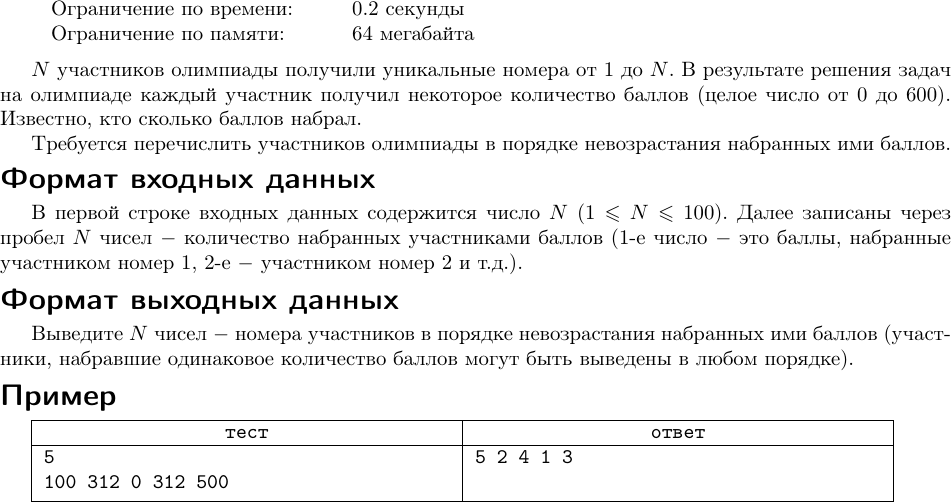 Ограничение по времени: 0.2 секунды
Ограничение по памяти: 64 мегабайта
N участников олимпиады получили уникальные номера от 1 до N. В результате решения задач
на олимпиаде каждый участник получил некоторое количество баллов (целое число от 0 до 600).
Известно, кто сколько баллов набрал.
Требуется перечислить участников олимпиады в порядке невозрастания набранных ими баллов.
Формат входных данных
В первой строке входных данных содержится число N (1 ⩽ N ⩽ 100). Далее записаны через
пробел N чисел − количество набранных участниками баллов (1-е число − это баллы, набранные
участником номер 1, 2-е − участником номер 2 и т.д.).
Формат выходных данных
Выведите N чисел − номера участников в порядке невозрастания набранных ими баллов (участ-
ники, набравшие одинаковое количество баллов могут быть выведены в любом порядке).
Пример
тест ответ
5 5 2 4 1 3
100 312 0 312 500